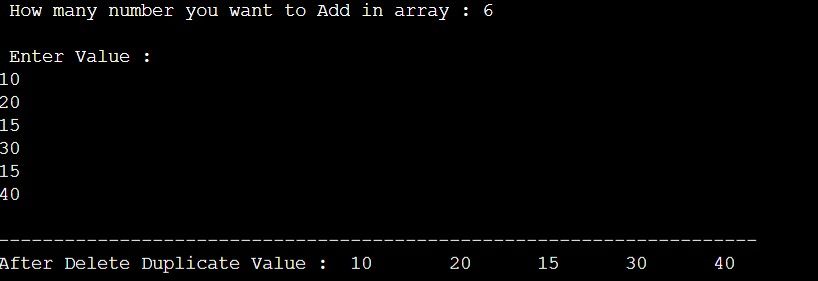 How many number you want to Add in array : 6
Enter Value :
10
20
15
30
15
40
--------------------------------------------------------------------
After Delete Duplicate Value : 10 20 15 30 40